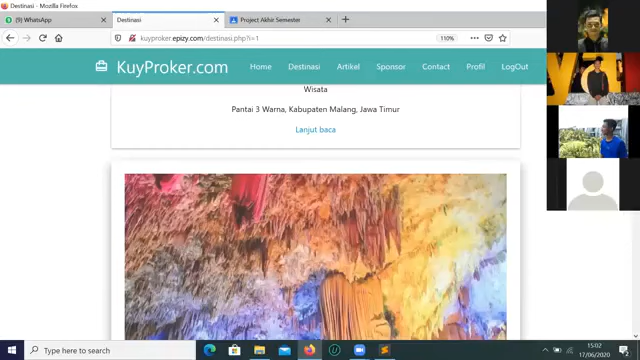 Destinasi - Mozilla Firefox
(9) WhatsApp
Destinasi
Project Akhir Semester
kuyproker.epizy.com/destinasi.php?i=1
110%
KuyProker.com
Home
Destinasi
Artikel
Sponsor
Contact
Profil
LogOut
Wisata
Pantai 3 Warna, Kabupaten Malang, Jawa Timur
Lanjut baca
Type here to search
15:02
17/06/2020